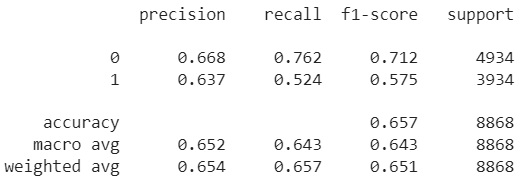 precision recall f1-score support
0 0.668 0.762 0.712 4934
1 0.637 0.524 0.575 3934
accuracy 0.657 8868
macro avg 0.652 0.643 0.643 8868
weighted avg 0.654 0.657 0.651 8868